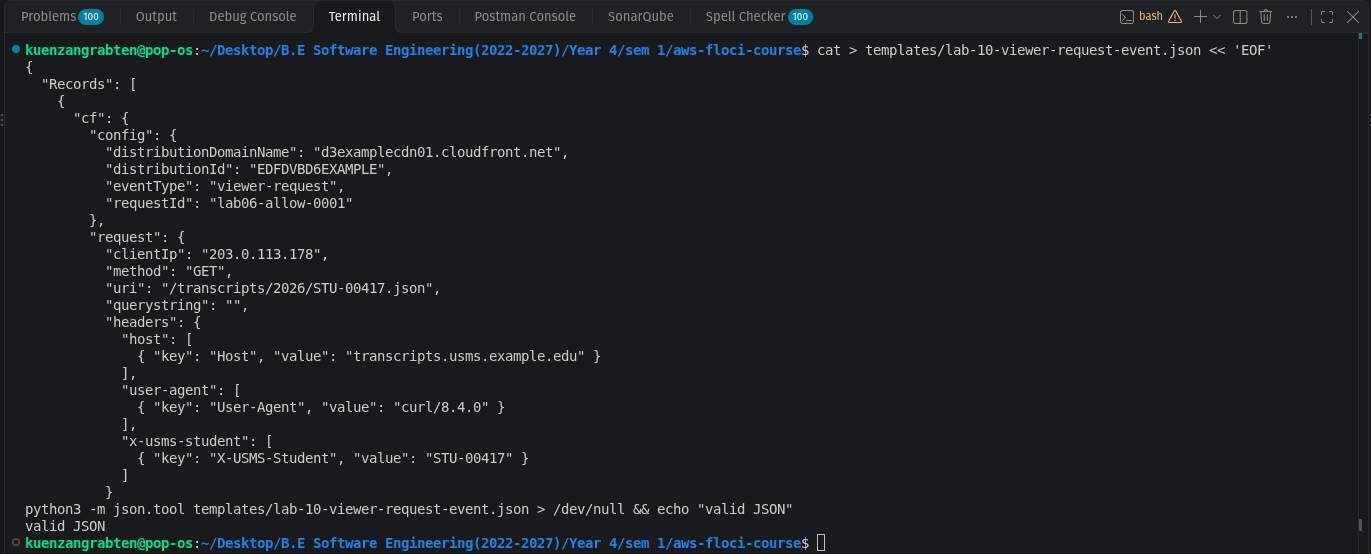 Problems 100 Output Debug Console Terminal Ports Postman Console SonarQube Spell Checker 100 bash
kuenzangrabten@pop-os:~/Desktop/B.E Software Engineering(2022-2027)/Year 4/sem 1/aws-floci-course$ cat > templates/lab-10-viewer-request-event.json << 'EOF'
{
  "Records": [
    {
      "cf": {
        "config": {
          "distributionDomainName": "d3examplecdn01.cloudfront.net",
          "distributionId": "EDFDVBD6EXAMPLE",
          "eventType": "viewer-request",
          "requestId": "lab06-allow-0001"
        },
        "request": {
          "clientIp": "203.0.113.178",
          "method": "GET",
          "uri": "/transcripts/2026/STU-00417.json",
          "querystring": "",
          "headers": {
            "host": [
              { "key": "Host", "value": "transcripts.usms.example.edu" }
            ],
            "user-agent": [
              { "key": "User-Agent", "value": "curl/8.4.0" }
            ],
            "x-usms-student": [
              { "key": "X-USMS-Student", "value": "STU-00417" }
            ]
          }
python3 -m json.tool templates/lab-10-viewer-request-event.json > /dev/null && echo "valid JSON"
valid JSON
kuenzangrabten@pop-os:~/Desktop/B.E Software Engineering(2022-2027)/Year 4/sem 1/aws-floci-course$